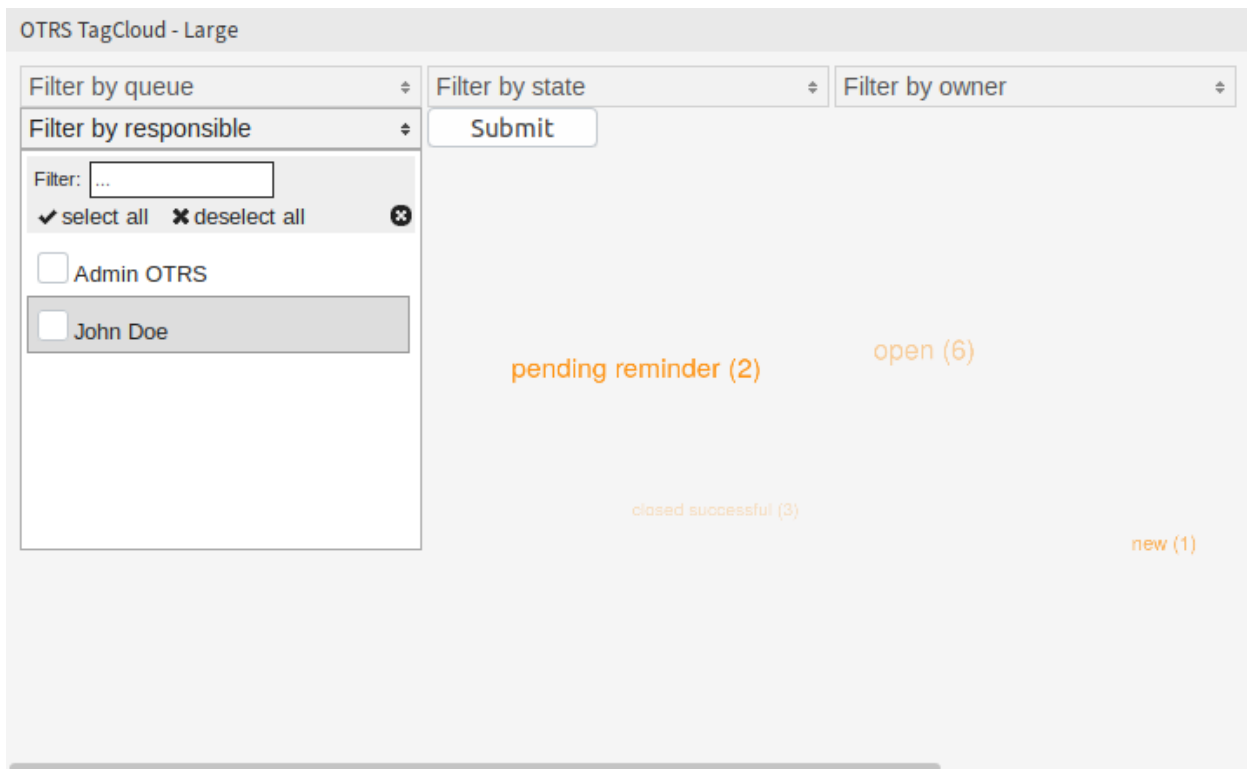 OTRS TagCloud - Large
Filter by queue
Filter by state
Filter by owner
Filter by responsible
Submit
Filter: ...
select all deselect all
Admin OTRS
John Doe
open (6)
pending reminder (2)
closed successful (3)
new (1)